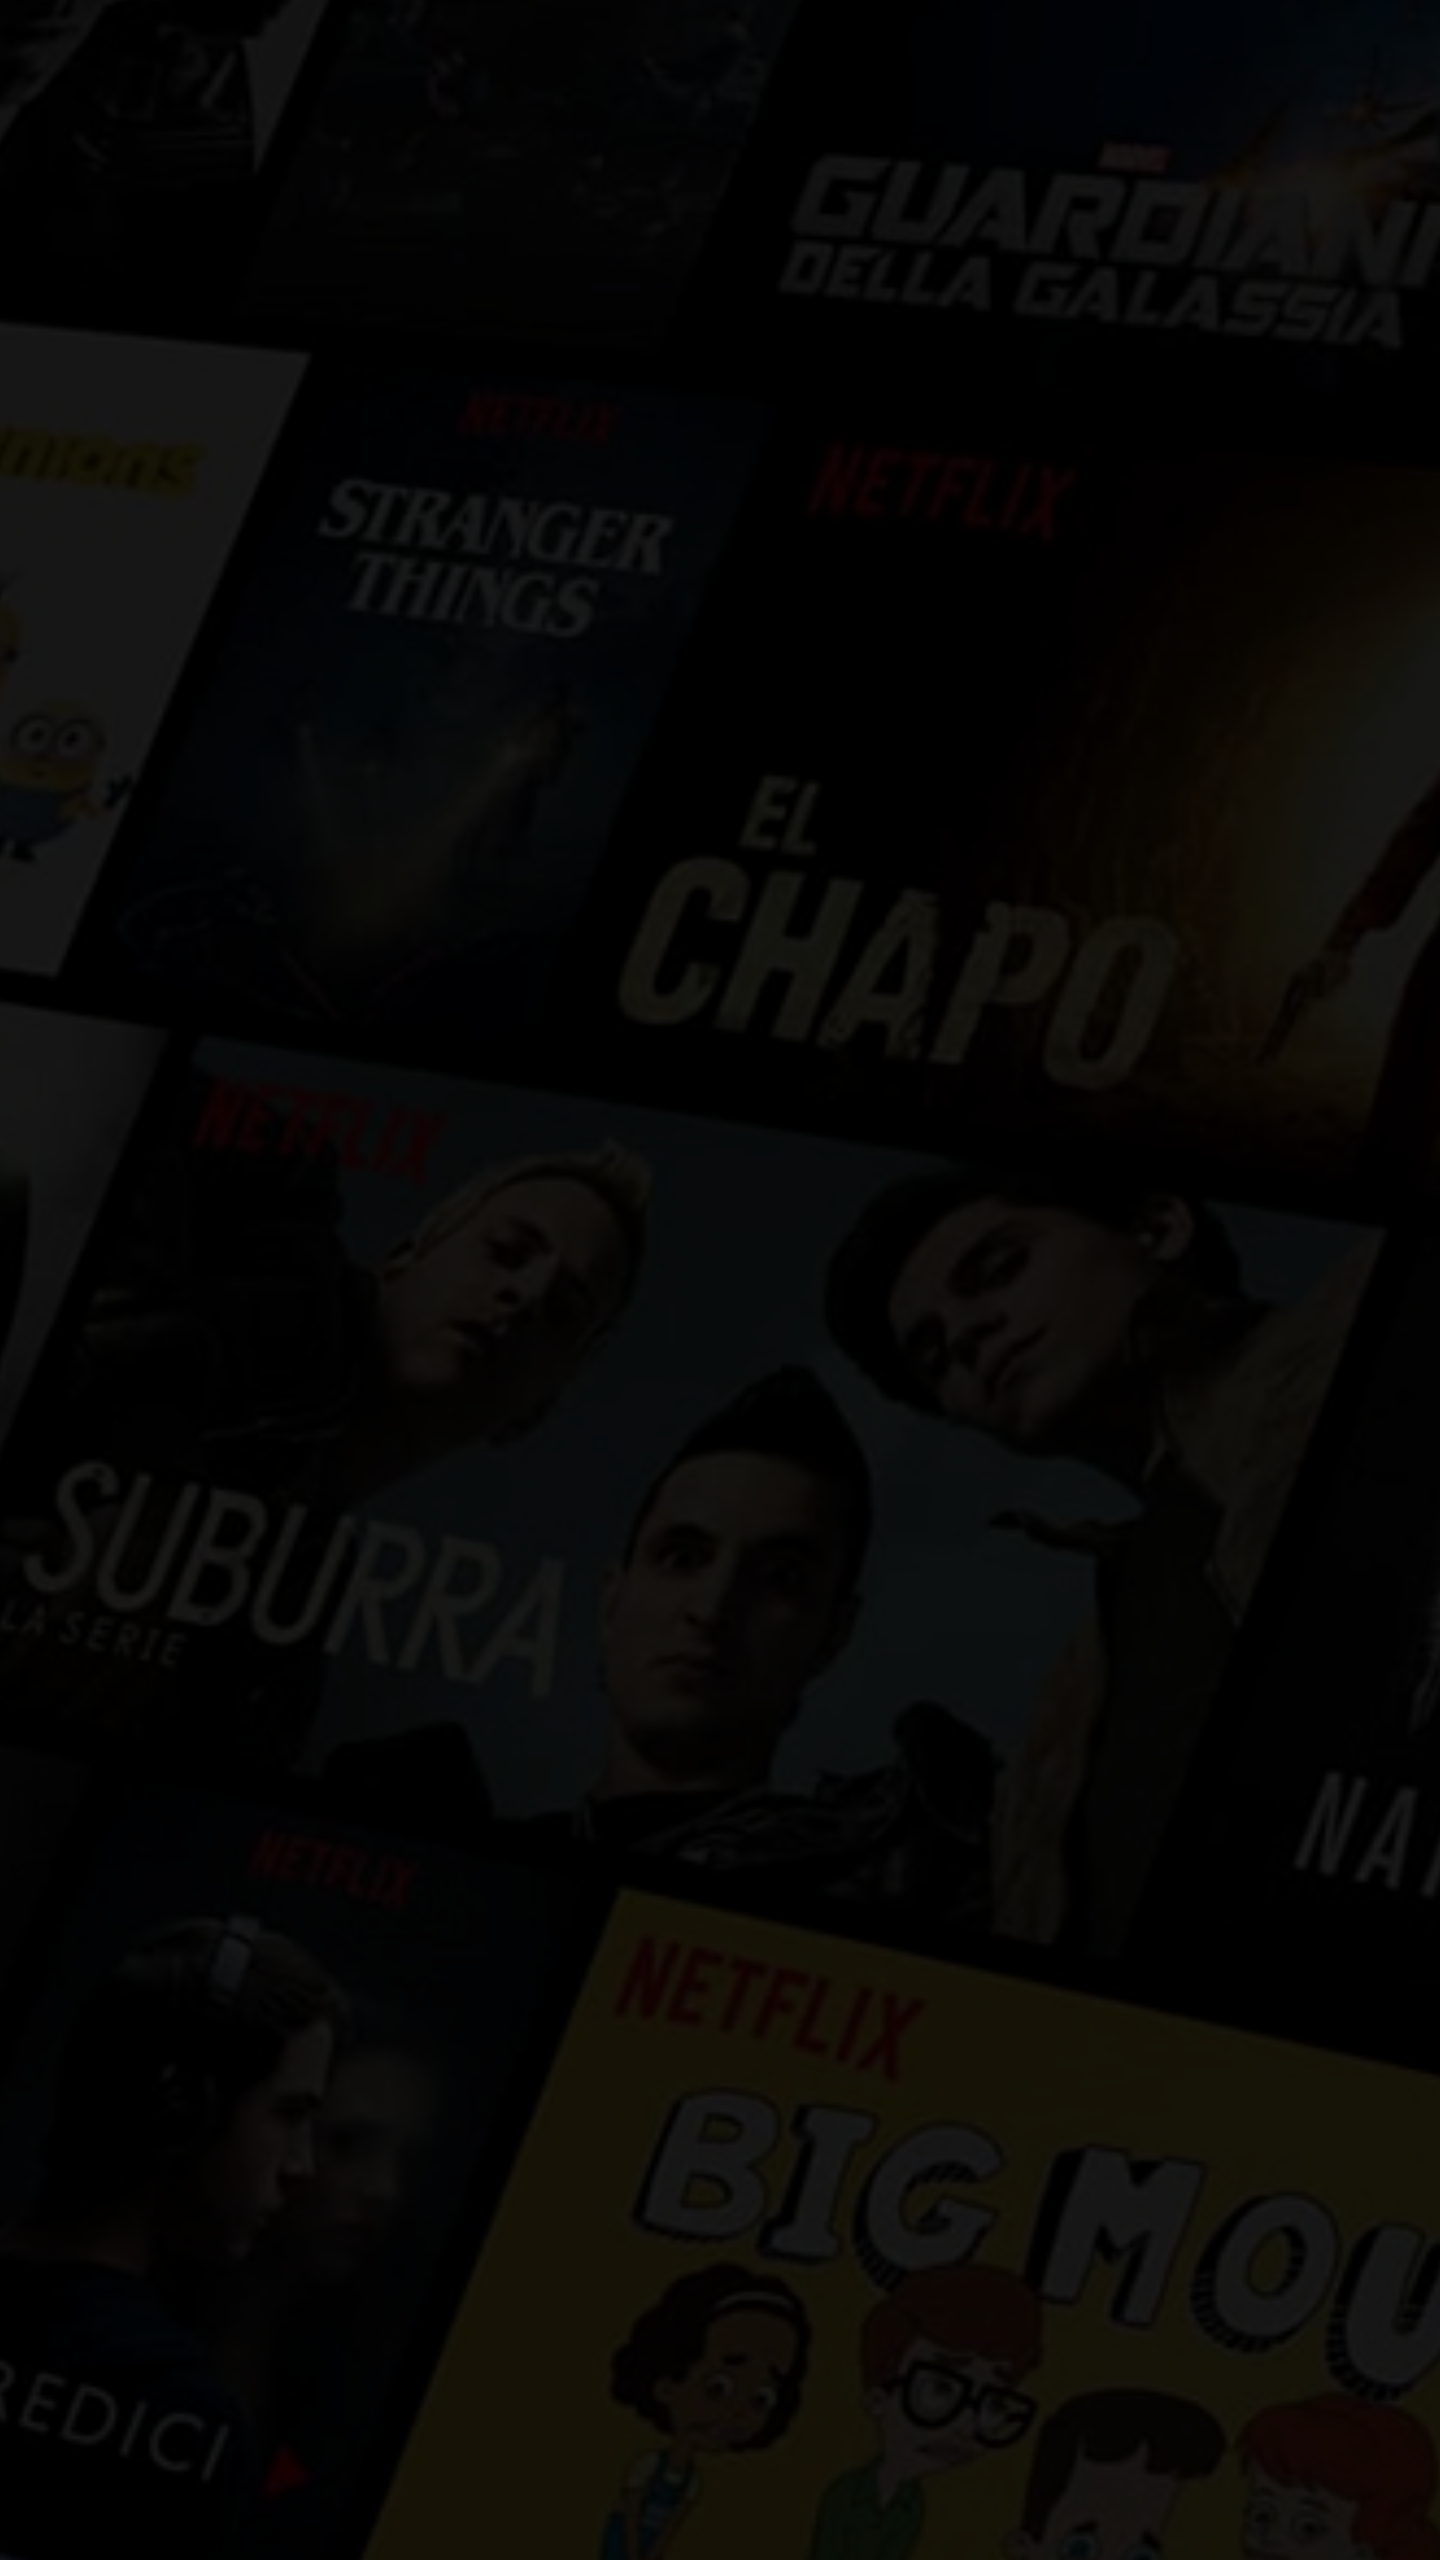 MARVEL
GUARDIANI
DELLA GALASSIA
NIONS
NETFLIX
STRANGER
THINGS
NETFLIX
EL
CHAPO
NETFLIX
SUBURRA
LA SERIE
NA
NETFLIX
REDICI
NETFLIX
BIG MOU